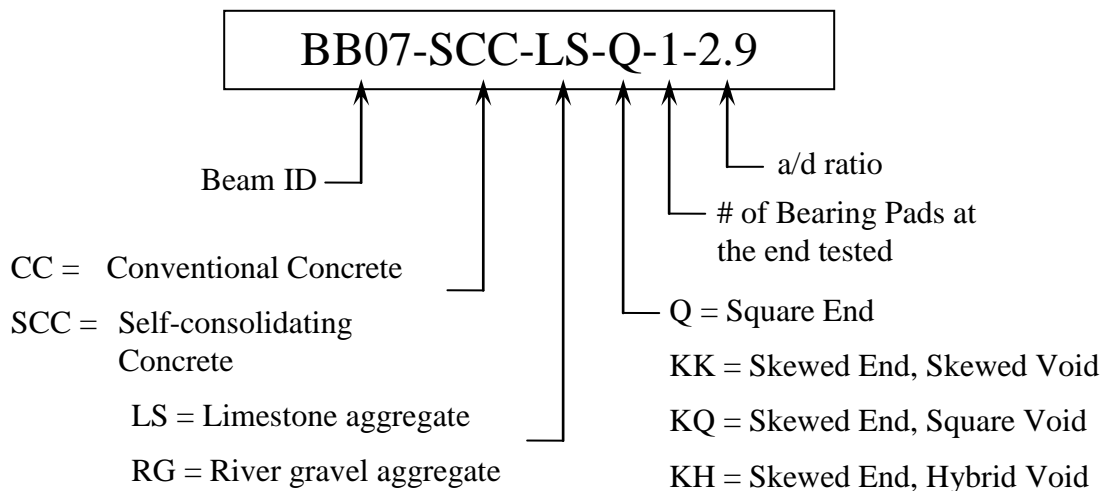 BB07-SCC-LS-Q-1-2.9
Beam ID
a/d ratio
# of Bearing Pads at
the end tested
CC = Conventional Concrete
SCC = Self-consolidating
Concrete
LS = Limestone aggregate
RG = River gravel aggregate
Q = Square End
KK = Skewed End, Skewed Void
KQ = Skewed End, Square Void
KH = Skewed End, Hybrid Void